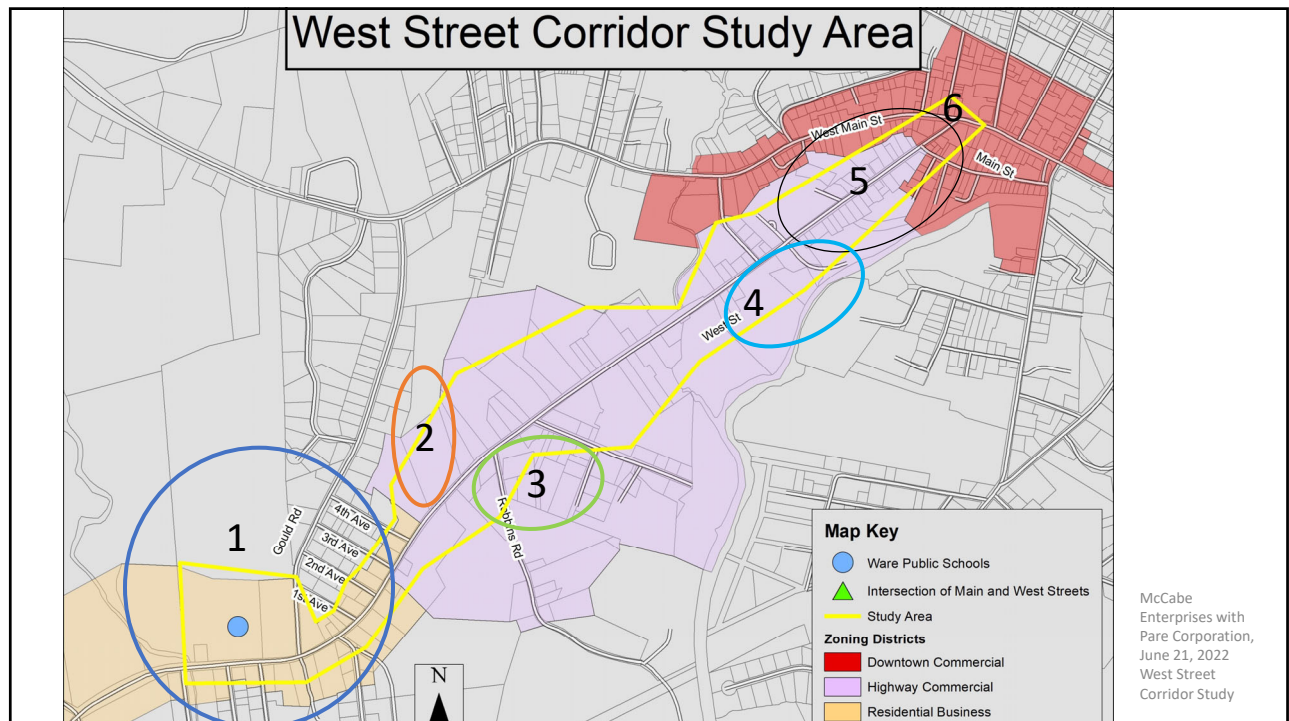 West Street Corridor Study Area
6
West Main St
Main St
5
4
West St
2
3
Robbins Rd
1
Gould Rd
4th Ave
3rd Ave
2nd Ave
1st Ave
N
Map Key
Ware Public Schools
Intersection of Main and West Streets
Study Area
Zoning Districts
Downtown Commercial
Highway Commercial
Residential Business
McCabe
Enterprises with
Pare Corporation,
June 21, 2022
West Street
Corridor Study